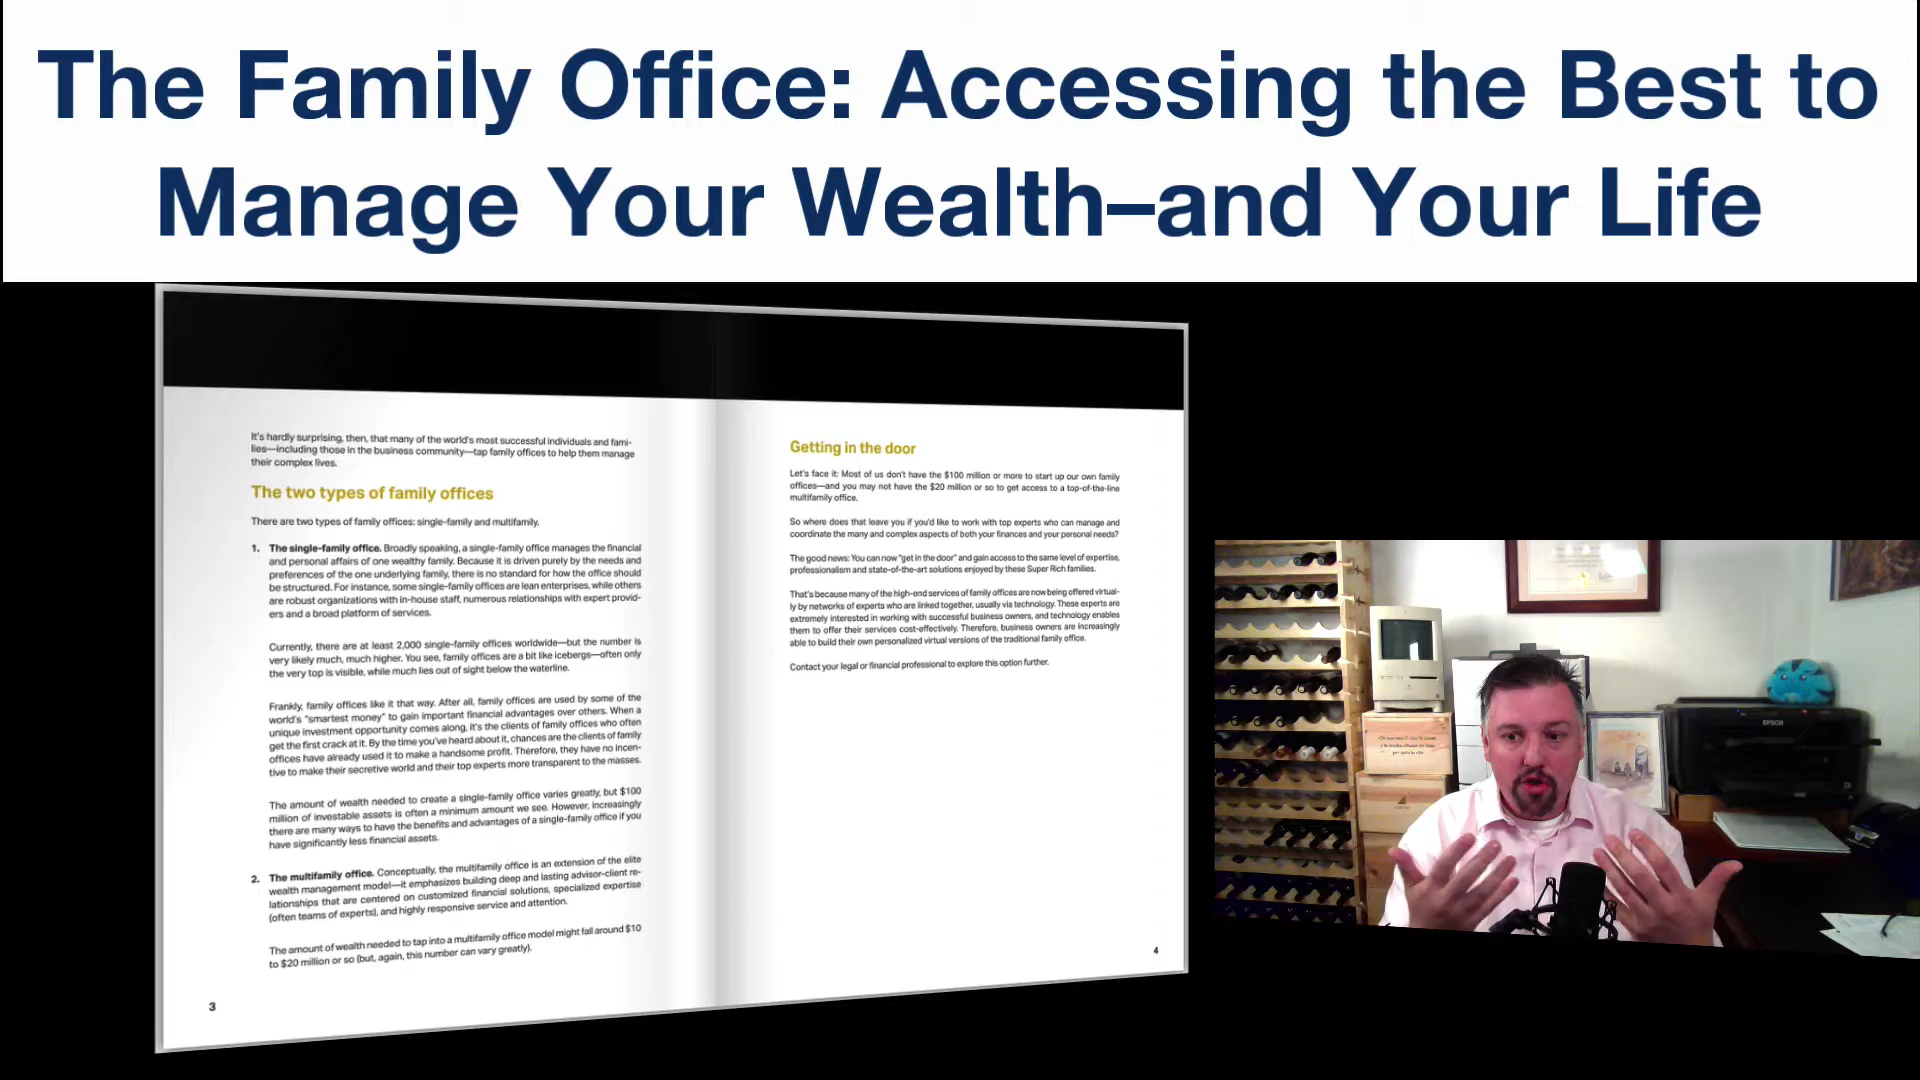 The Family Office: Accessing the Best to
Manage Your Wealth–and Your Life
It's hardly surprising, then, that many of the world's most successful individuals and fami-
lies—including those in the business community—tap family offices to help them manage
their complex lives.
The two types of family offices
There are two types of family offices: single-family and multifamily.
1. The single-family office. Broadly speaking, a single-family office manages the financial
and personal affairs of one wealthy family. Because it is driven purely by the needs and
preferences of the one underlying family, there is no standard for how the office should
be structured. For instance, some single-family offices are lean enterprises, while others
are robust organizations with in-house staff, numerous relationships with expert provid-
ers and a broad platform of services.
Currently, there are at least 2,000 single-family offices worldwide—but the number is
very likely much, much higher. You see, family offices are a bit like icebergs—often only
the very top is visible, while much lies out of sight below the waterline.
Frankly, family offices like it that way. After all, family offices are used by some of the
world's "smartest money" to gain important financial advantages over others. When a
unique investment opportunity comes along, it's the clients of family offices who often
get the first crack at it. By the time you've heard about it, chances are the clients of family
offices have already used it to make a handsome profit. Therefore, they have no incen-
tive to make their secretive world and their top experts more transparent to the masses.
The amount of wealth needed to create a single-family office varies greatly, but $100
million of investable assets is often a minimum amount we see. However, increasingly
there are many ways to have the benefits and advantages of a single-family office if you
have significantly less financial assets.
2. The multifamily office. Conceptually, the multifamily office is an extension of the elite
wealth management model—it emphasizes building deep and lasting advisor-client re-
lationships that are centered on customized financial solutions, specialized expertise
(often teams of experts), and highly responsive service and attention.
The amount of wealth needed to tap into a multifamily office model might fall around $10
to $20 million or so (but, again, this number can vary greatly).
3
Getting in the door
Let's face it: Most of us don't have the $100 million or more to start up our own family
offices—and you may not have the $20 million or so to get access to a top-of-the-line
multifamily office.
So where does that leave you if you'd like to work with top experts who can manage and
coordinate the many and complex aspects of both your finances and your personal needs?
The good news: You can now "get in the door" and gain access to the same level of expertise,
professionalism and state-of-the-art solutions enjoyed by these Super Rich families.
That's because many of the high-end services of family offices are now being offered virtual-
ly by networks of experts who are linked together, usually via technology. These experts are
extremely interested in working with successful business owners, and technology enables
them to offer their services cost-effectively. Therefore, business owners are increasingly
able to build their own personalized virtual versions of the traditional family office.
Contact your legal or financial professional to explore this option further.
4
EPSON